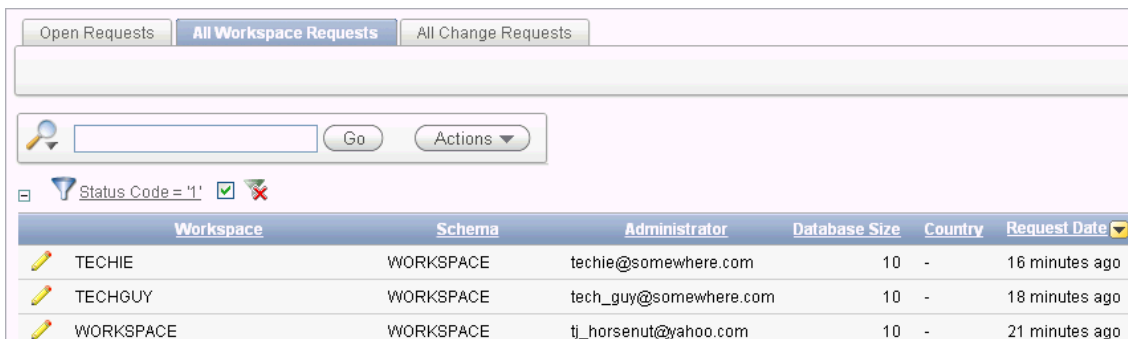 Open Requests All Workspace Requests All Change Requests
Go Actions
Status Code = '1'
Workspace Schema Administrator Database Size Country Request Date
TECHIE WORKSPACE techie@somewhere.com 10 - 16 minutes ago
TECHGUY WORKSPACE tech_guy@somewhere.com 10 - 18 minutes ago
WORKSPACE WORKSPACE tj_horsenut@yahoo.com 10 - 21 minutes ago